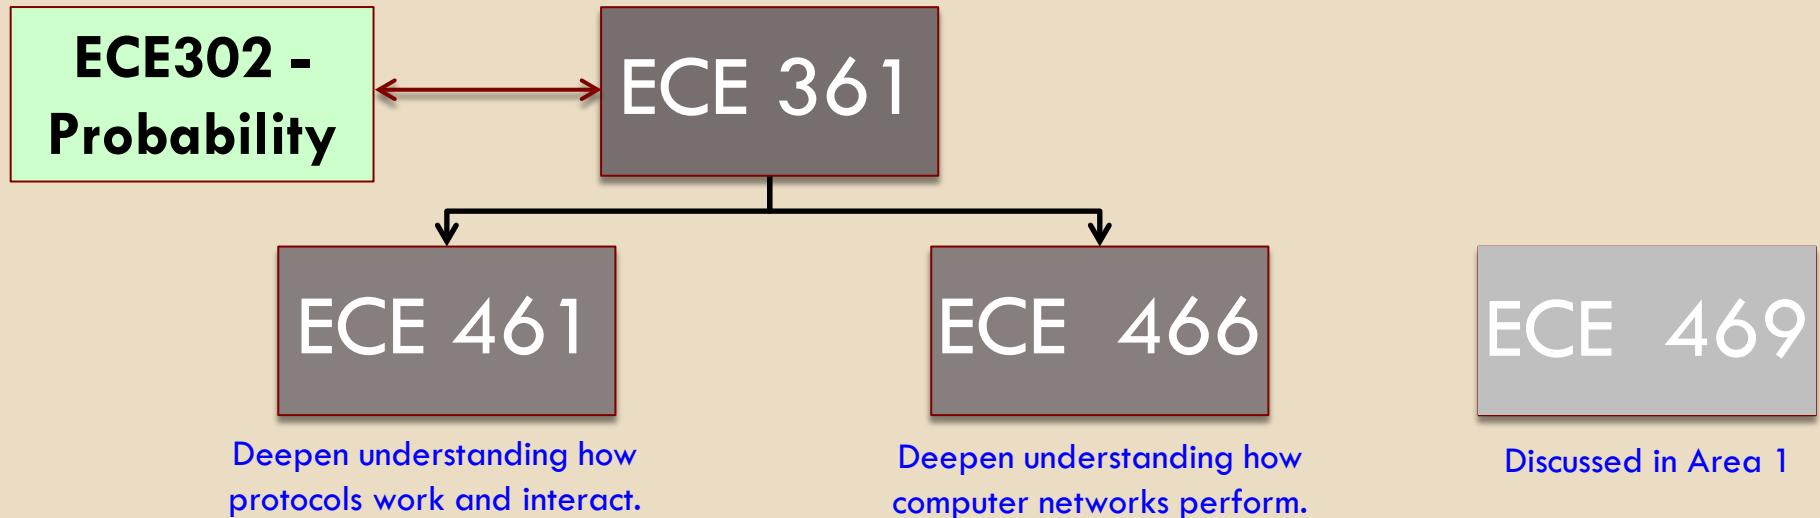 ECE302 -
Probability
ECE 361
ECE 461
ECE 466
ECE 469
Deepen understanding how
protocols work and interact.
Deepen understanding how
computer networks perform.
Discussed in Area 1